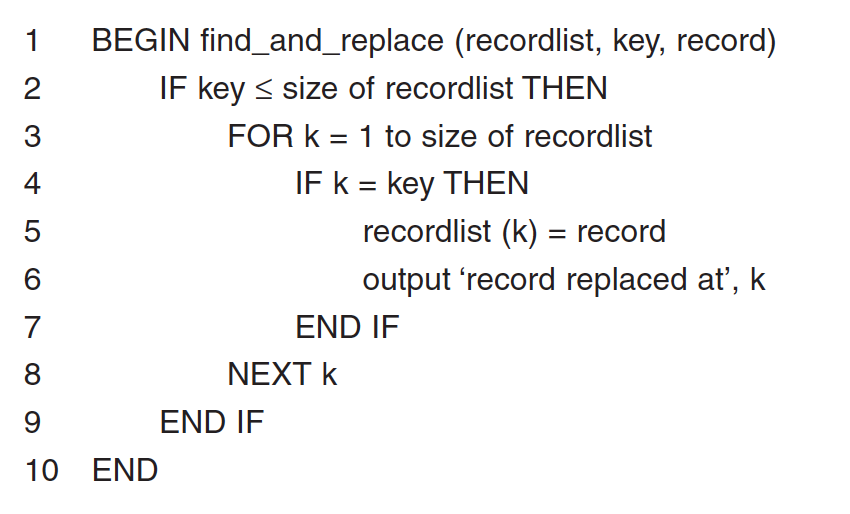 1 BEGIN find_and_replace (recordlist, key, record)
2 IF key ≤ size of recordlist THEN
3 FOR k = 1 to size of recordlist
4 IF k = key THEN
5 recordlist (k) = record
6 output ‘record replaced at’, k
7 END IF
8 NEXT k
9 END IF
10 END